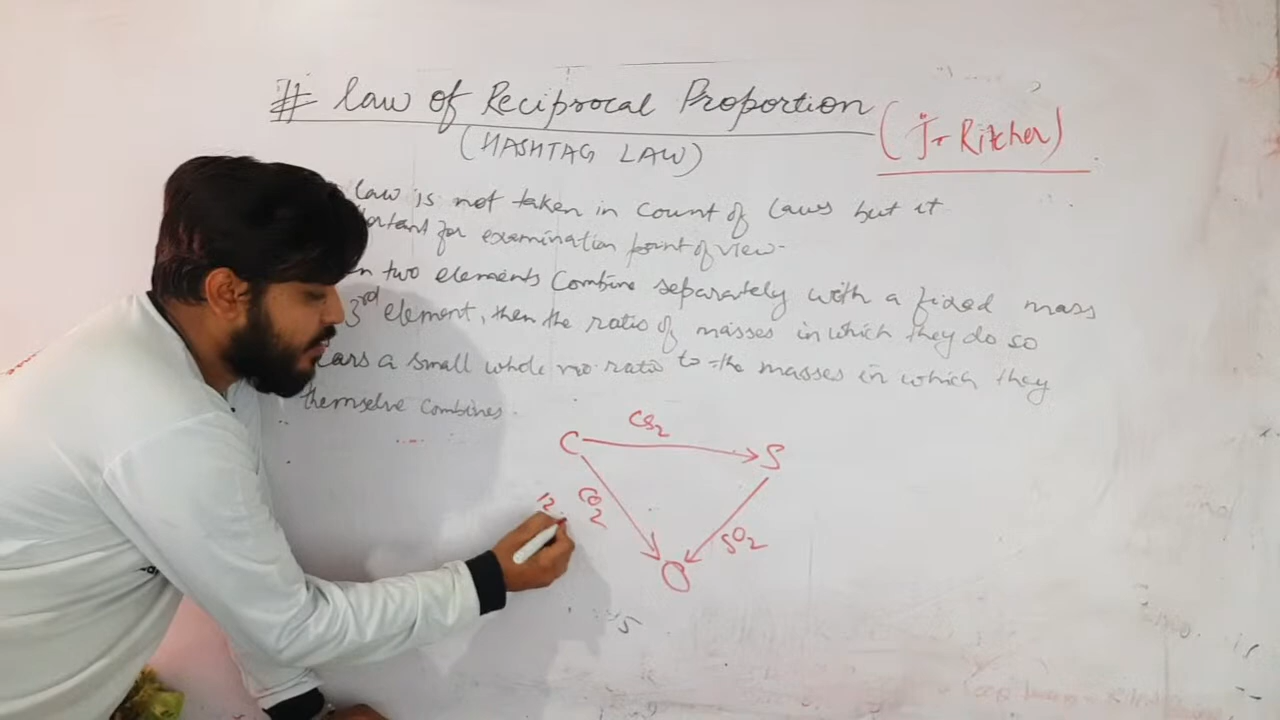 # Law of Reciprocal Proportion
(J. Ritcher)
(HASHTAG LAW)
law is not taken in count of laws but it
for examination point of view.
two elements Combine separately with a fixed mass
3rd element, then the ratio of masses in which they do so
a small whole no. ratio to the masses in which they
themselve combines.
CS2
C S
12 CO2
SO2
O